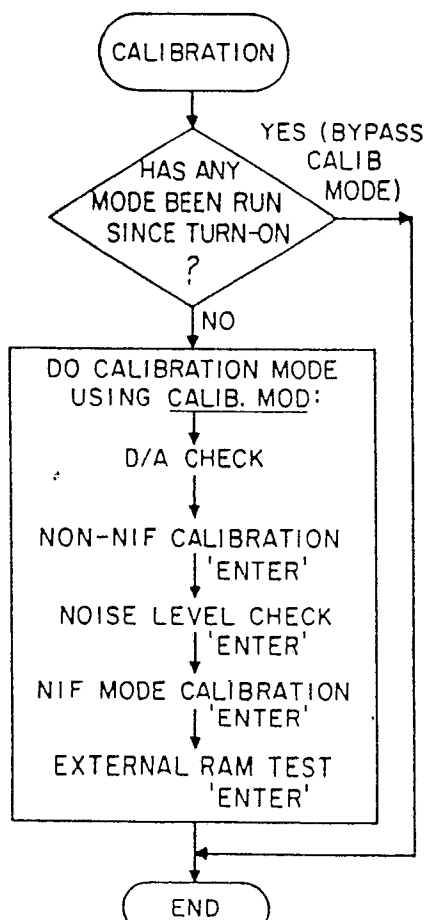 CALIBRATION
YES (BYPASS
CALIB
MODE)
HAS ANY
MODE BEEN RUN
SINCE TURN-ON
?
NO
DO CALIBRATION MODE
USING CALIB. MOD:
D/A CHECK
NON-NIF CALIBRATION
'ENTER'
NOISE LEVEL CHECK
'ENTER'
NIF MODE CALIBRATION
'ENTER'
EXTERNAL RAM TEST
'ENTER'
END